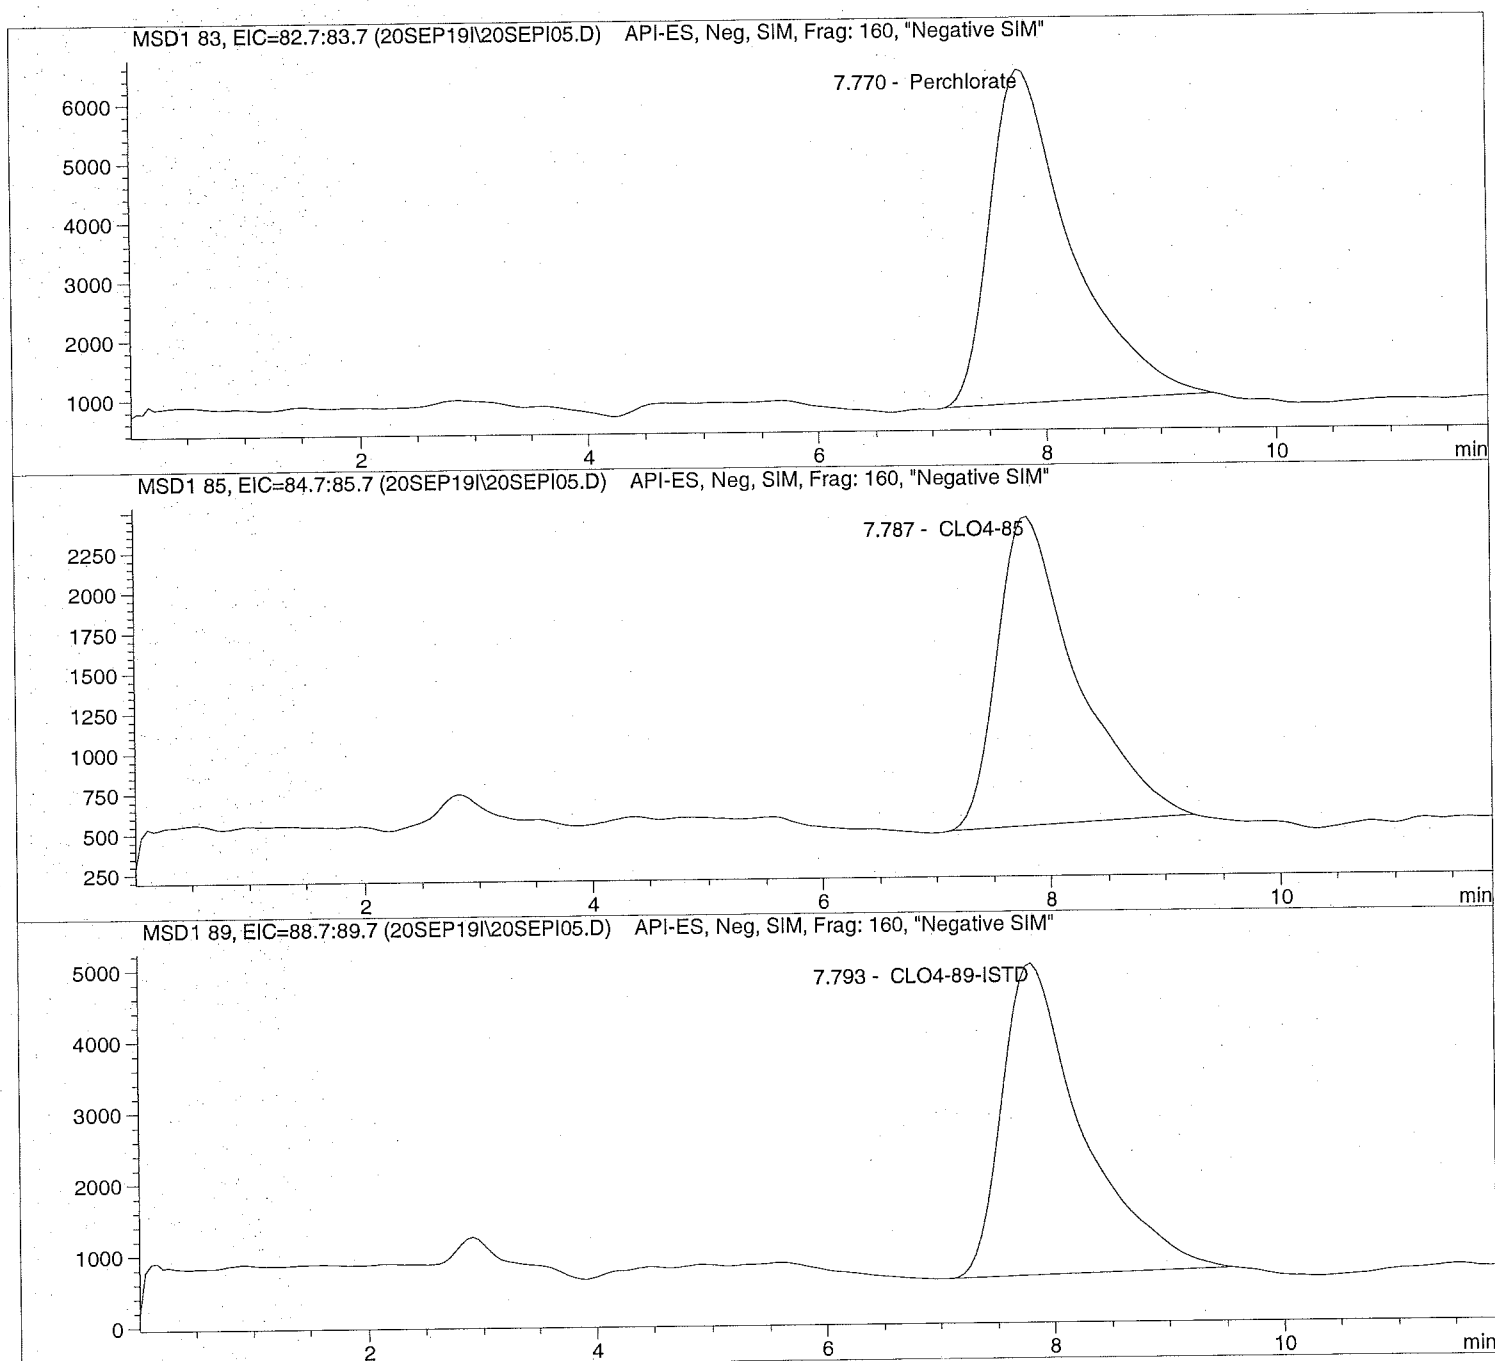 MSD1 83, EIC=82.7:83.7 (20SEP19I\20SEPI05.D) API-ES, Neg, SIM, Frag: 160, "Negative SIM"
7.770 - Perchlorate
6000
5000
4000
3000
2000
1000
2 4 6 8 10 min
MSD1 85, EIC=84.7:85.7 (20SEP19I\20SEPI05.D) API-ES, Neg, SIM, Frag: 160, "Negative SIM"
7.787 - CLO4-85
2250
2000
1750
1500
1250
1000
750
500
250
2 4 6 8 10 min
MSD1 89, EIC=88.7:89.7 (20SEP19I\20SEPI05.D) API-ES, Neg, SIM, Frag: 160, "Negative SIM"
7.793 - CLO4-89-ISTD
5000
4000
3000
2000
1000
0
2 4 6 8 10 min